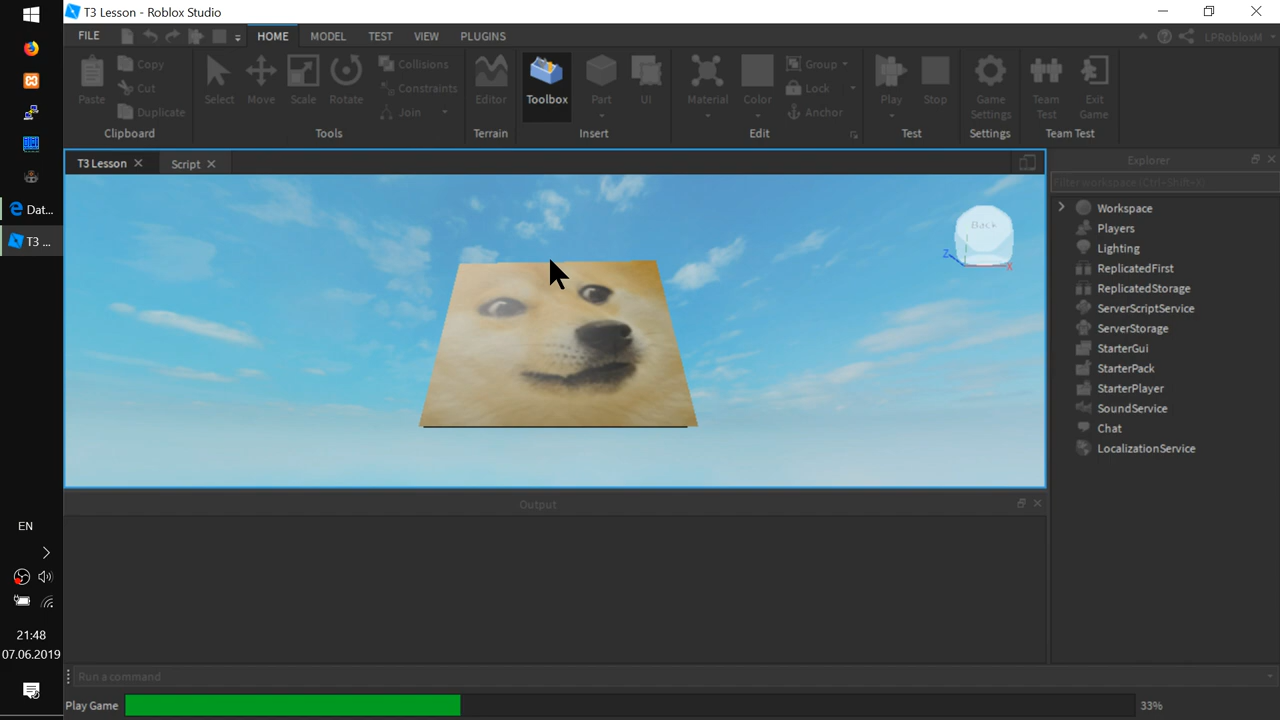 T3 Lesson - Roblox Studio
FILE
HOME
MODEL
TEST
VIEW
PLUGINS
LPRobloxM
Paste
Copy
Cut
Duplicate
Clipboard
Select
Move
Scale
Rotate
Collisions
Constraints
Join
Tools
Editor
Terrain
Toolbox
Part
UI
Insert
Material
Color
Group
Lock
Anchor
Edit
Play
Stop
Test
Game
Settings
Settings
Team
Test
Exit
Game
Team Test
T3 Lesson
Script
Explorer
Filter workspace (Ctrl+Shift+X)
Back
Z
X
Workspace
Players
Lighting
ReplicatedFirst
ReplicatedStorage
ServerScriptService
ServerStorage
StarterGui
StarterPack
StarterPlayer
SoundService
Chat
LocalizationService
Dat...
T3 ...
Output
EN
21:48
07.06.2019
Run a command
Play Game
33%